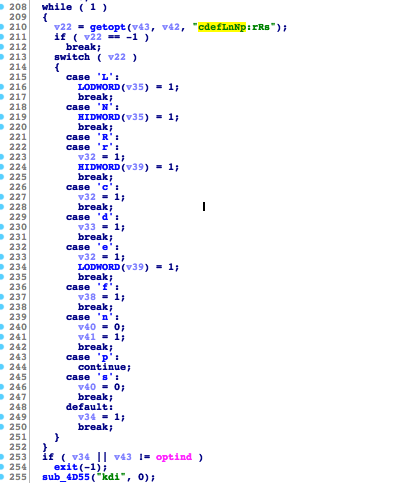 208 while ( 1 )
209 {
210 v22 = getopt(v43, v42, "cdefLnNp:rRs");
211 if ( v22 == -1 )
212 break;
213 switch ( v22 )
214 {
215 case 'L':
216 LODWORD(v35) = 1;
217 break;
218 case 'N':
219 HIDWORD(v35) = 1;
220 break;
221 case 'R':
222 case 'r':
223 v32 = 1;
224 HIDWORD(v39) = 1;
225 break;
226 case 'c':
227 v32 = 1;
228 break;
229 case 'd':
230 v33 = 1;
231 break;
232 case 'e':
233 v32 = 1;
234 LODWORD(v39) = 1;
235 break;
236 case 'f':
237 v38 = 1;
238 break;
239 case 'n':
240 v40 = 0;
241 v41 = 1;
242 break;
243 case 'p':
244 continue;
245 case 's':
246 v40 = 0;
247 break;
248 default:
249 v34 = 1;
250 break;
251 }
252 }
253 if ( v34 || v43 != optind )
254 exit(-1);
255 sub_4D55("kdi", 0);